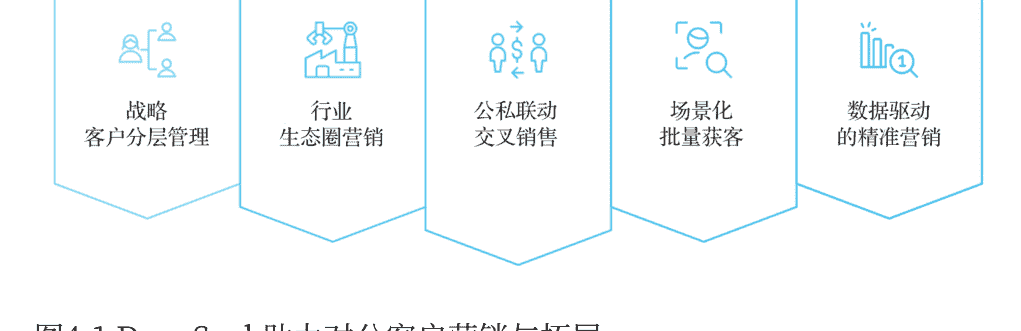 战略
客户分层管理
行业
生态圈营销
公私联动
交叉销售
场景化
批量获客
1
数据驱动
的精准营销